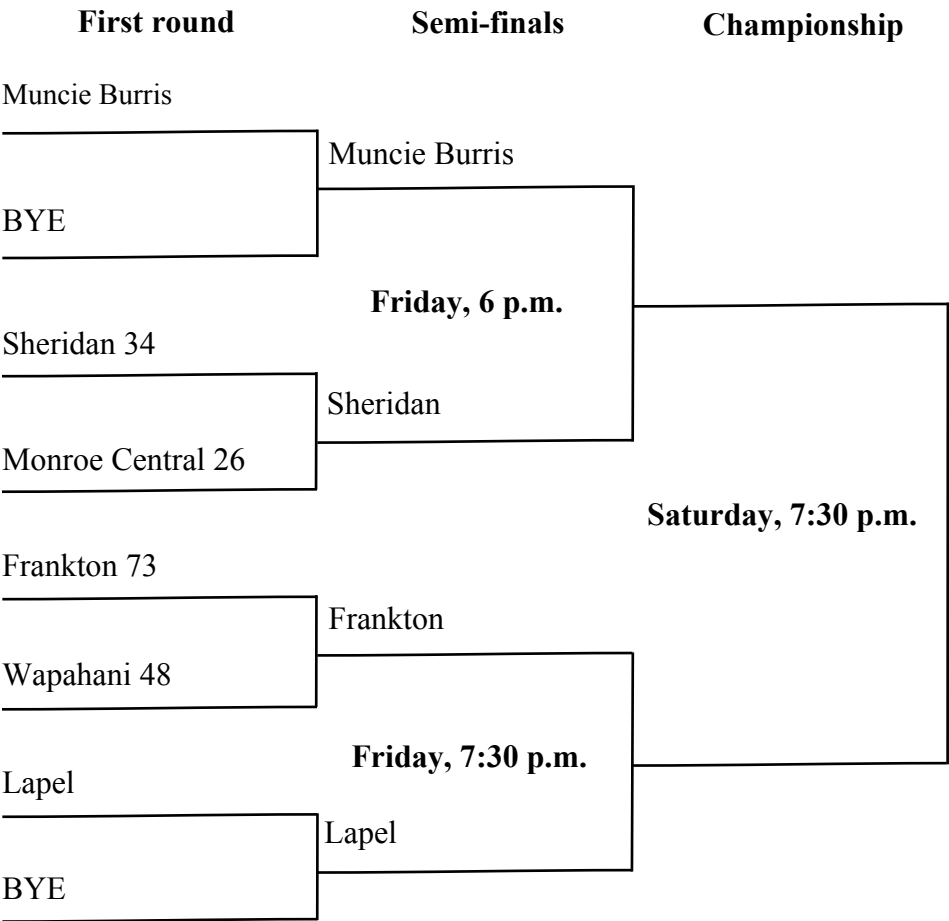 First round Semi-finals Championship
Muncie Burris
Muncie Burris
BYE
Friday, 6 p.m.
Sheridan 34
Sheridan
Monroe Central 26
Saturday, 7:30 p.m.
Frankton 73
Frankton
Wapahani 48
Friday, 7:30 p.m.
Lapel
Lapel
BYE